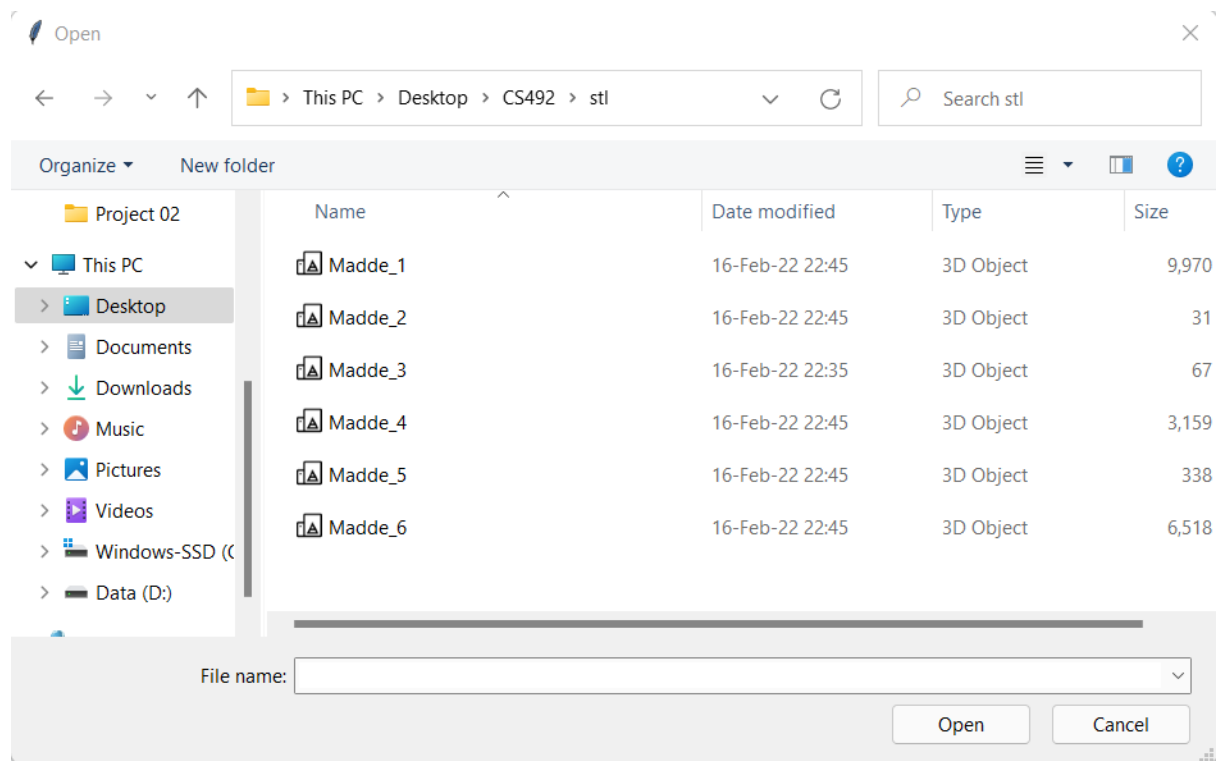 Open
This PC > Desktop > CS492 > stl
Search stl
Organize New folder
Project 02
This PC
Desktop
Documents
Downloads
Music
Pictures
Videos
Windows-SSD (
Data (D:)
Name Date modified Type Size
Madde_1 16-Feb-22 22:45 3D Object 9,970
Madde_2 16-Feb-22 22:45 3D Object 31
Madde_3 16-Feb-22 22:35 3D Object 67
Madde_4 16-Feb-22 22:45 3D Object 3,159
Madde_5 16-Feb-22 22:45 3D Object 338
Madde_6 16-Feb-22 22:45 3D Object 6,518
File name:
Open Cancel